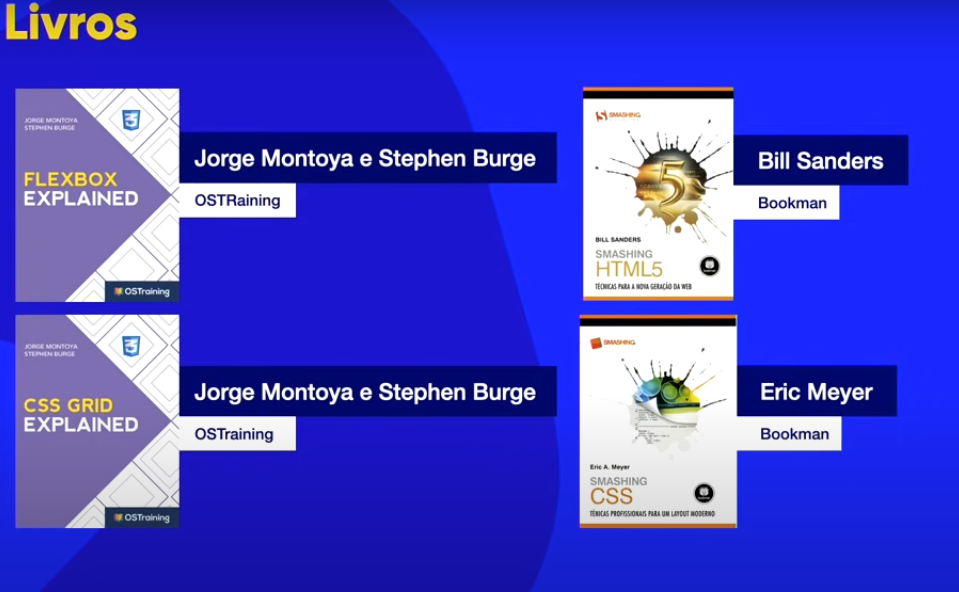 Livros
JORGE MONTOYA
STEPHEN BURGE
FLEXBOX
EXPLAINED
OSTraining
Jorge Montoya e Stephen Burge
OSTRaining
SMASHING
5
BILL SANDERS
SMASHING
HTML5
TÉCNICAS PARA A NOVA GERAÇÃO DA WEB
Bill Sanders
Bookman
JORGE MONTOYA
STEPHEN BURGE
CSS GRID
EXPLAINED
OSTraining
Jorge Montoya e Stephen Burge
OSTraining
SMASHING
Eric A. Meyer
SMASHING
CSS
TÉNICAS PROFISSIONAIS PARA UM LAYOUT MODERNO
Eric Meyer
Bookman